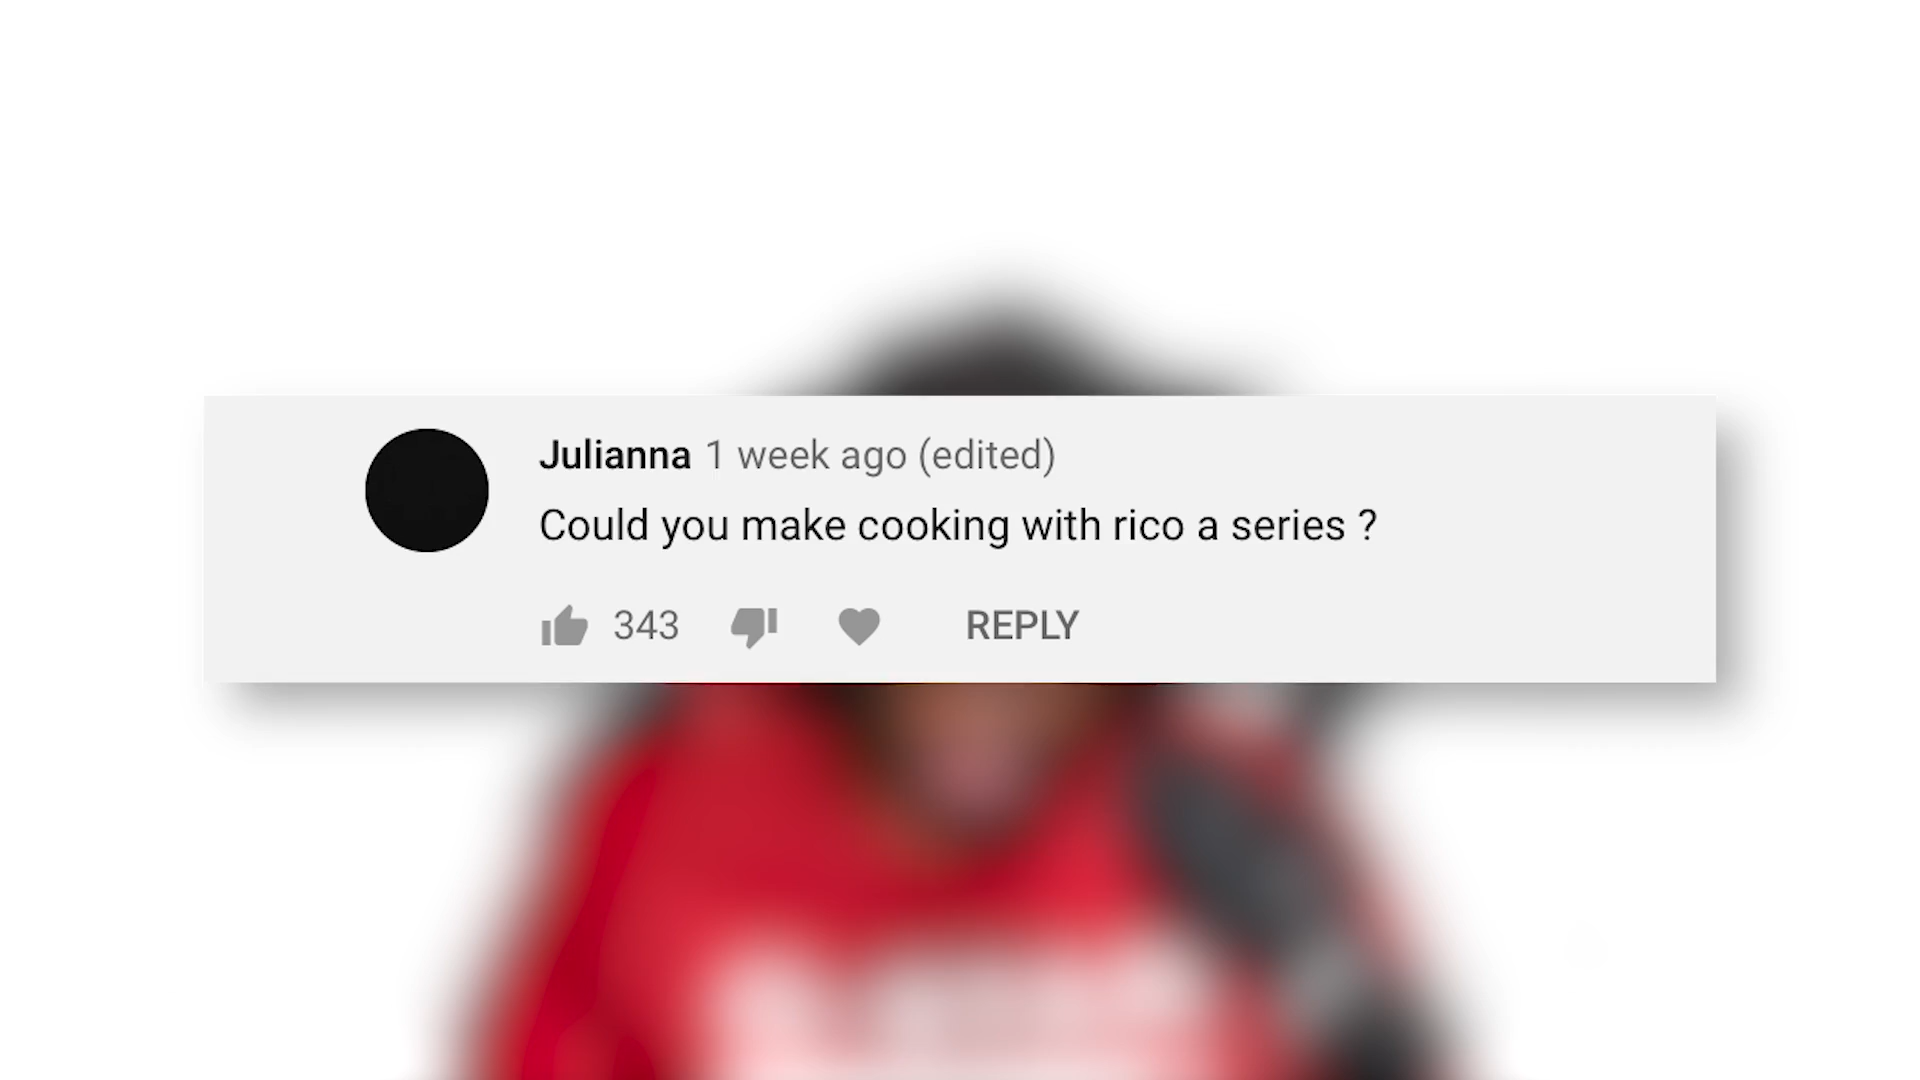 Julianna 1 week ago (edited)
Could you make cooking with rico a series ?
343 REPLY